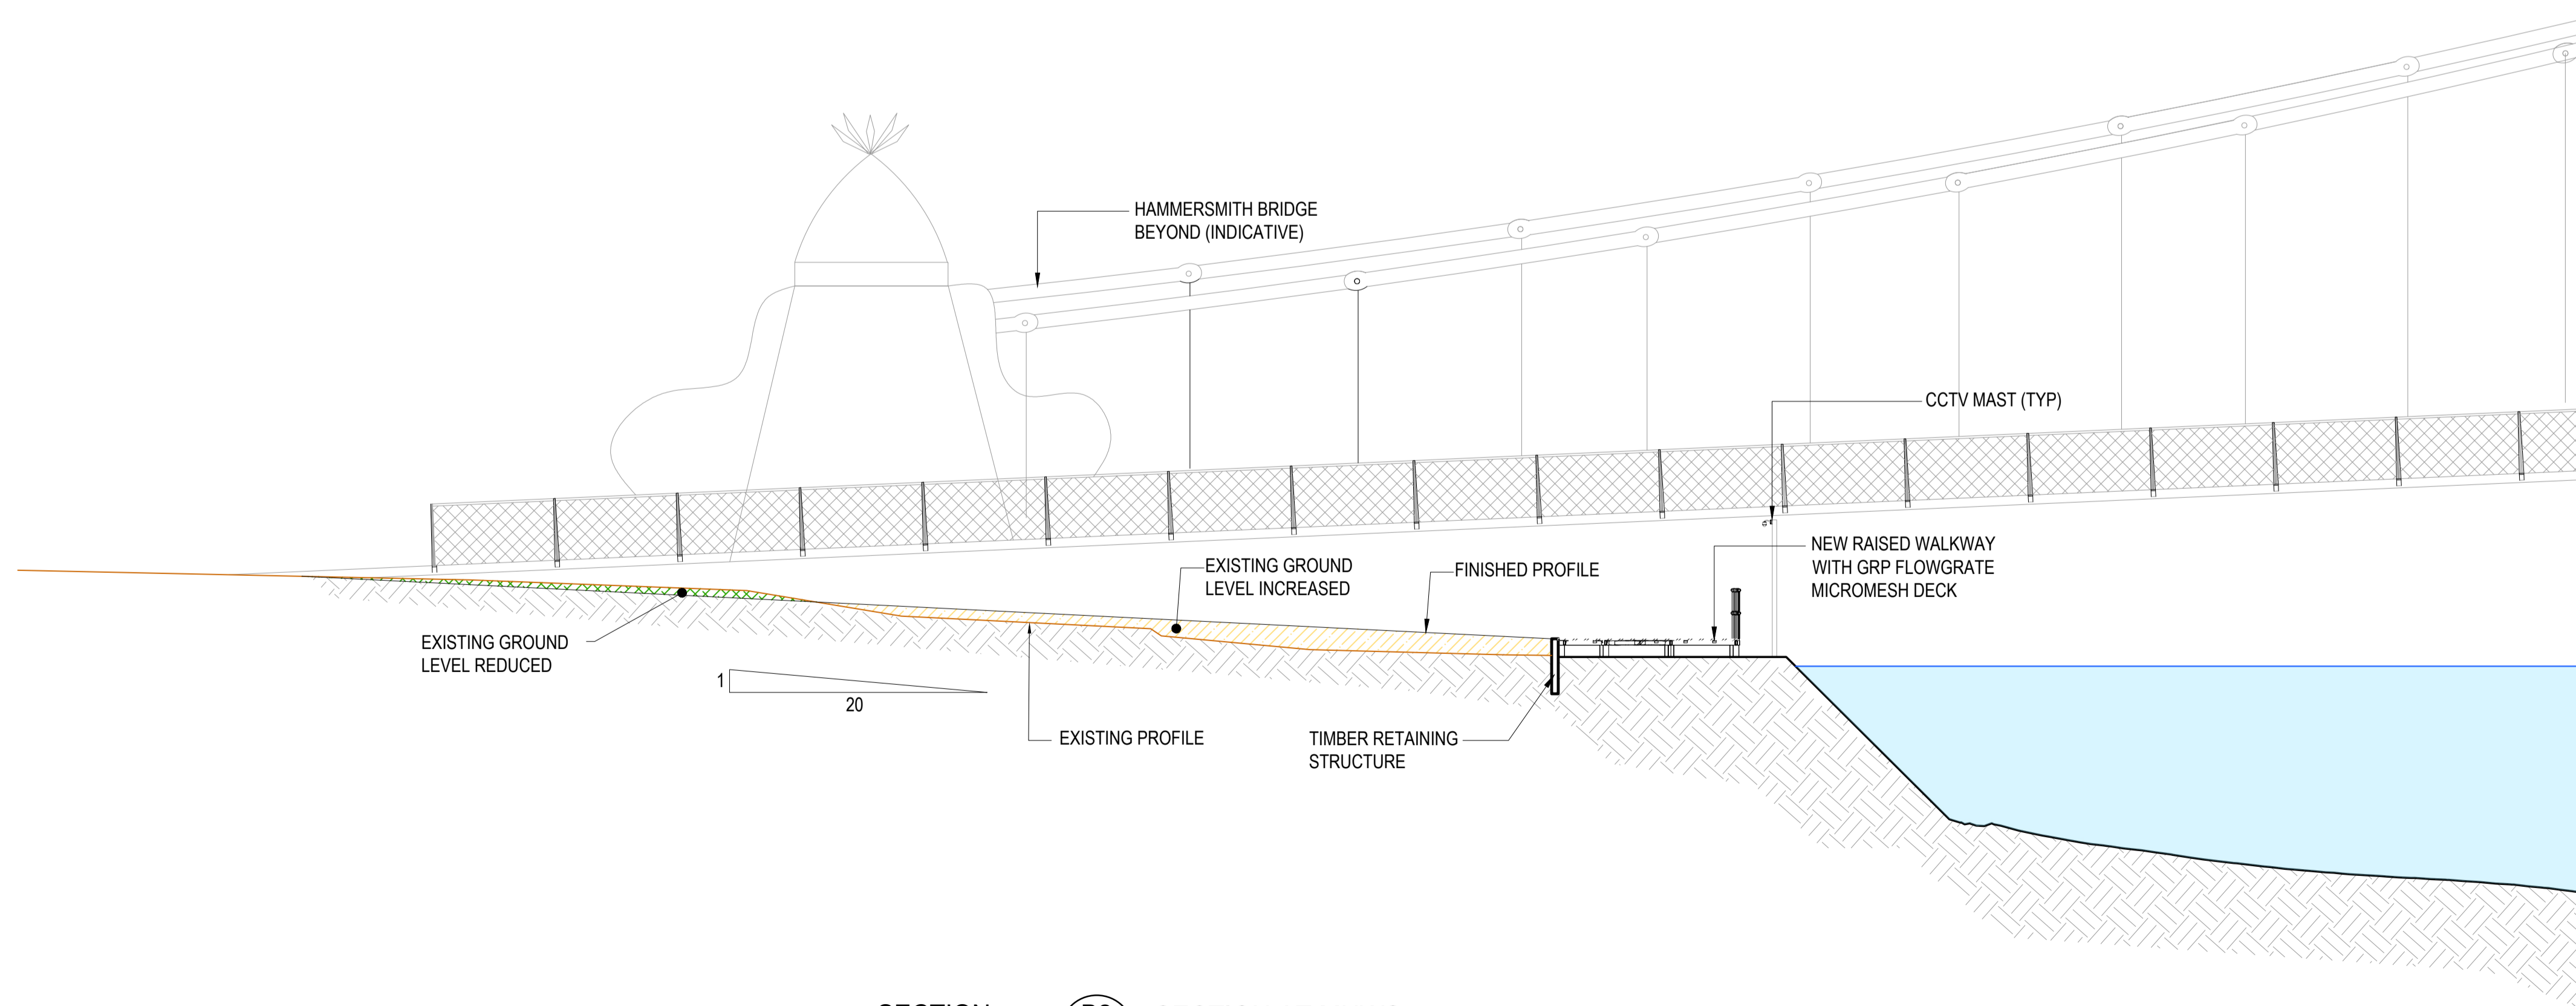 HAMMERSMITH BRIDGE
BEYOND (INDICATIVE)
CCTV MAST (TYP)
NEW RAISED WALKWAY
WITH GRP FLOWGRATE
MICROMESH DECK
EXISTING GROUND
LEVEL INCREASED
FINISHED PROFILE
EXISTING GROUND
LEVEL REDUCED
1
20
EXISTING PROFILE
TIMBER RETAINING
STRUCTURE
SECTION